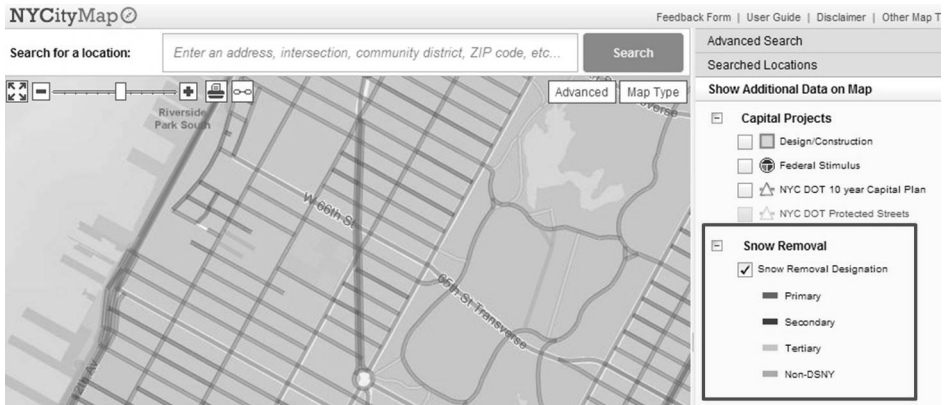 NYCityMap
Feedback Form | User Guide | Disclaimer | Other Map T
Search for a location:
Enter an address, intersection, community district, ZIP code, etc...
Search
Advanced
Map Type
Riverside
Park South
W 66th St
65th St Transverse
12th Av
Advanced Search
Searched Locations
Show Additional Data on Map
Capital Projects
Design/Construction
Federal Stimulus
NYC DOT 10 year Capital Plan
NYC DOT Protected Streets
Snow Removal
Snow Removal Designation
Primary
Secondary
Tertiary
Non-DSNY